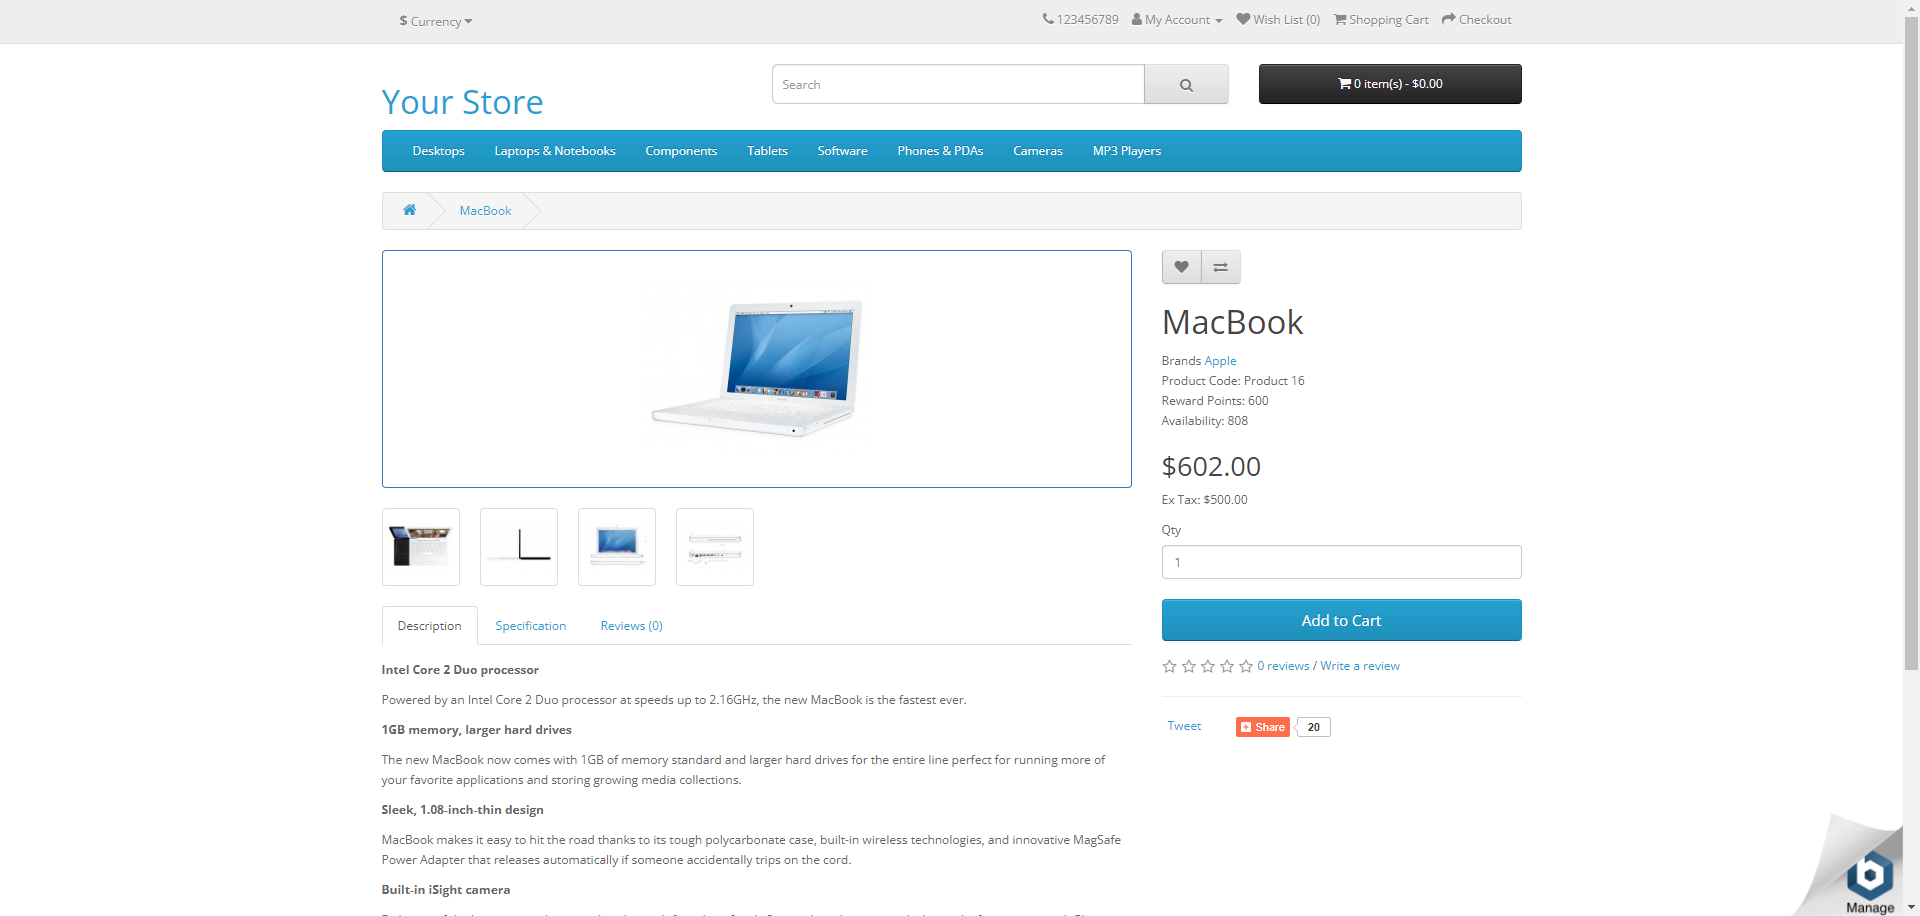 $ Currency
123456789 My Account Wish List (0) Shopping Cart Checkout
Your Store
Search
0 item(s) - $0.00
Desktops Laptops & Notebooks Components Tablets Software Phones & PDAs Cameras MP3 Players
MacBook
MacBook
Brands Apple
Product Code: Product 16
Reward Points: 600
Availability: 808
$602.00
Ex Tax: $500.00
Qty
1
Add to Cart
0 reviews / Write a review
Tweet
Share 20
Description Specification Reviews (0)
Intel Core 2 Duo processor
Powered by an Intel Core 2 Duo processor at speeds up to 2.16GHz, the new MacBook is the fastest ever.
1GB memory, larger hard drives
The new MacBook now comes with 1GB of memory standard and larger hard drives for the entire line perfect for running more of
your favorite applications and storing growing media collections.
Sleek, 1.08-inch-thin design
MacBook makes it easy to hit the road thanks to its tough polycarbonate case, built-in wireless technologies, and innovative MagSafe
Power Adapter that releases automatically if someone accidentally trips on the cord.
Built-in iSight camera
b
Manage